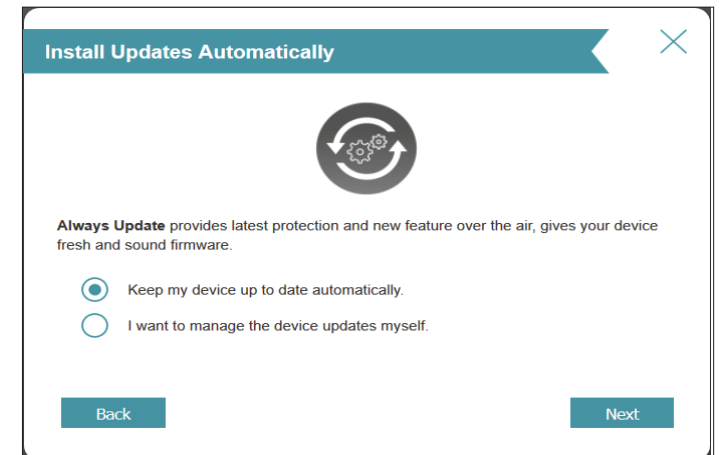 Install Updates Automatically
Always Update provides latest protection and new feature over the air, gives your device
fresh and sound firmware.
Keep my device up to date automatically.
I want to manage the device updates myself.
Back
Next